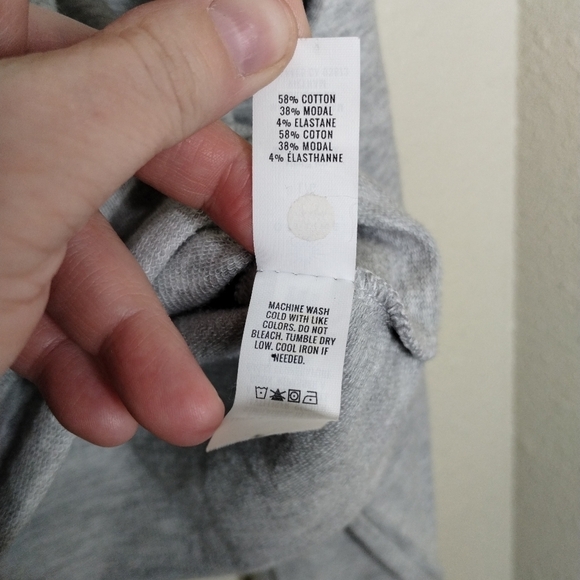 58% COTTON
38% MODAL
4% ELASTANE
58% COTON
38% MODAL
4% ÉLASTHANNE
MACHINE WASH
COLD WITH LIKE
COLORS. DO NOT
BLEACH. TUMBLE DRY
LOW. COOL IRON IF
NEEDED.